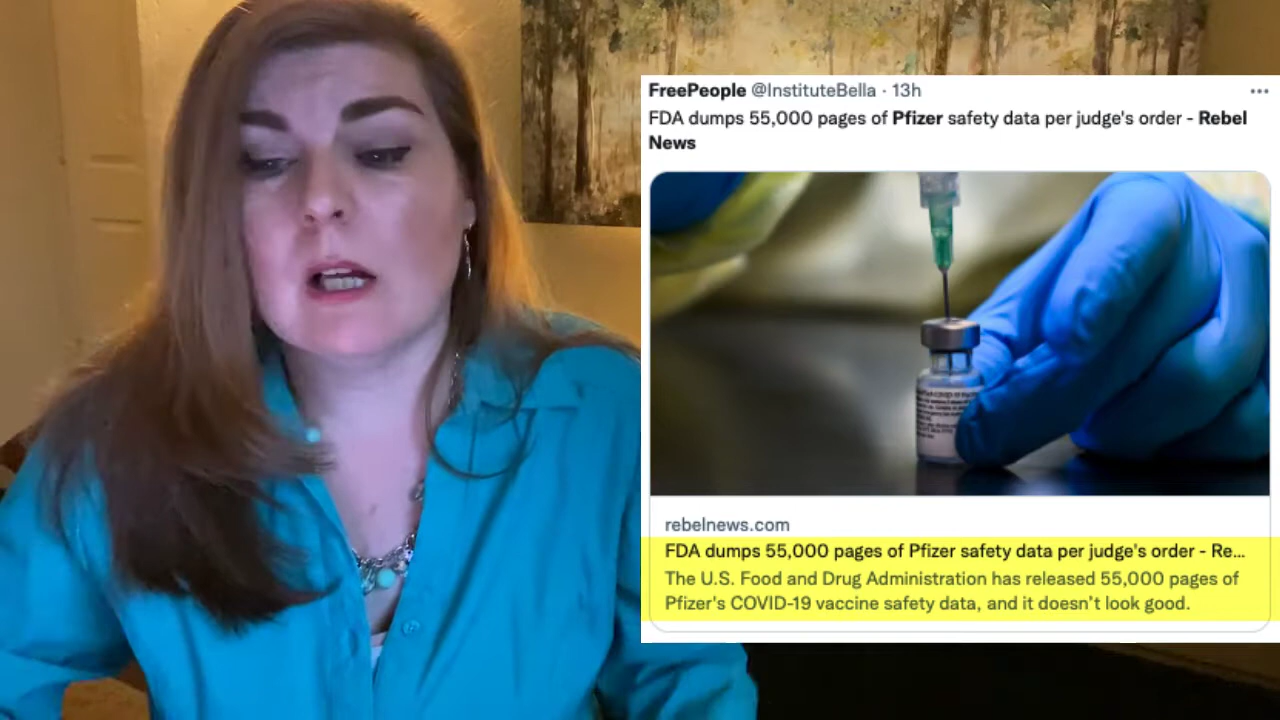 FreePeople @InstituteBella · 13h
FDA dumps 55,000 pages of Pfizer safety data per judge's order - Rebel
News
rebelnews.com
FDA dumps 55,000 pages of Pfizer safety data per judge's order - Re...
The U.S. Food and Drug Administration has released 55,000 pages of
Pfizer's COVID-19 vaccine safety data, and it doesn't look good.